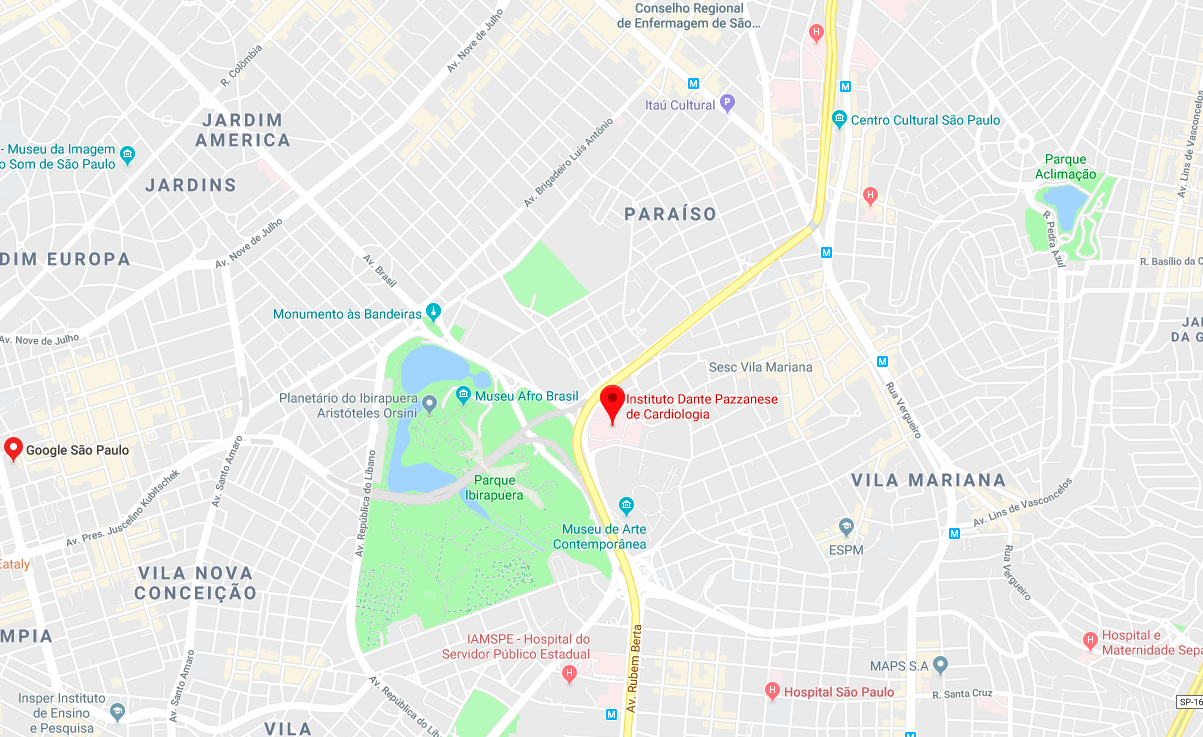 Conselho Regional
de Enfermagem de São...
H
R. Colômbia
Av. Nove de Julho
M
M
Itaú Cultural
P
Centro Cultural São Paulo
JARDIM
AMERICA
- Museu da Imagem
o Som de São Paulo
Av. Brigadeiro Luís Antônio
Av. Lins de Vasconcelos
Parque
Aclimação
JARDINS
H
PARAÍSO
R. Pedra Azul
Av. Nove de Julho
DIM EUROPA
Av. Brasil
M
R. Basílio da C
Monumento às Bandeiras
JAI
DA G
Av. Nove de Julho
M
Sesc Vila Mariana
Planetário do Ibirapuera
Aristóteles Orsini
Museu Afro Brasil
Instituto Dante Pazzanese
de Cardiologia
Rua Vergueiro
Google São Paulo
Av. Santo Amaro
Av. República do Líbano
Parque
Ibirapuera
VILA MARIANA
Av. Pres. Juscelino Kubitschek
Av. Lins de Vasconcelos
Museu de Arte
Contemporânea
ESPM
M
Eataly
VILA NOVA
CONCEIÇÃO
Rua Vergueiro
MPIA
IAMSPE - Hospital do
Servidor Público Estadual
H
Av. Rubem Berta
H
Hospital e
Maternidade Sepa
MAPS S.A
Av. Santo Amaro
Av. República do Lí
H
Hospital São Paulo
R. Santa Cruz
Insper Instituto
de Ensino
e Pesquisa
VILA
M
SP-16
M